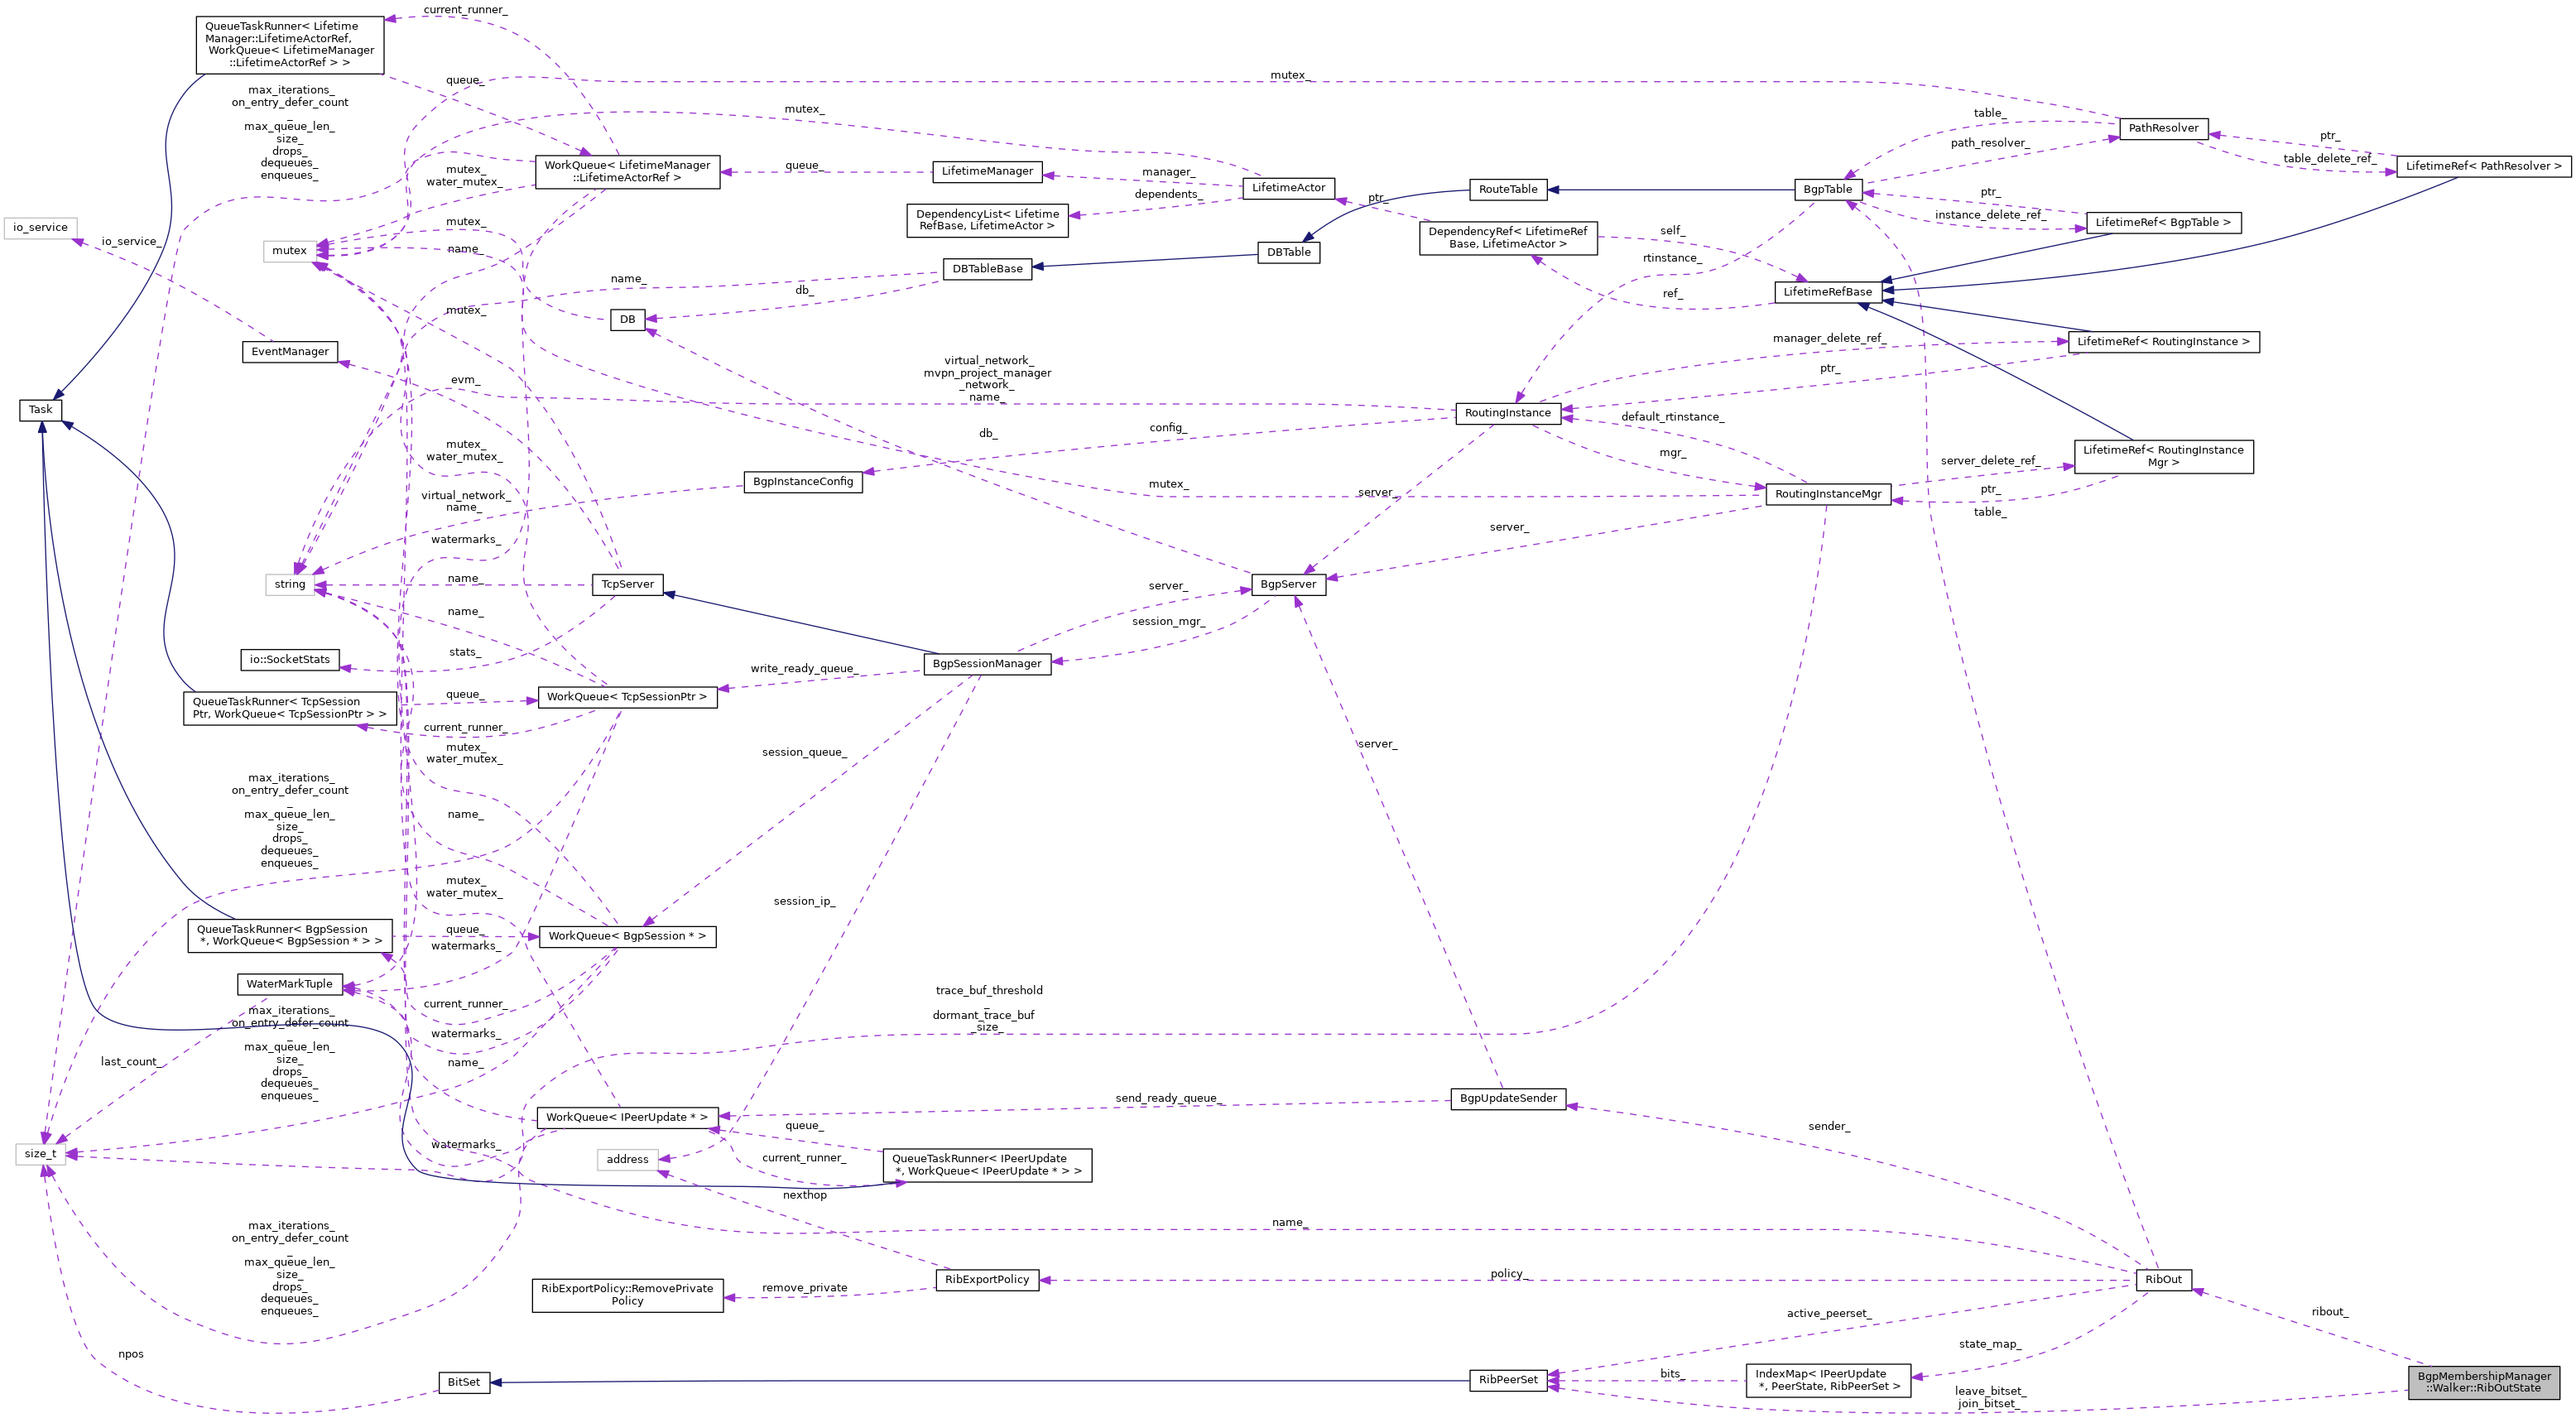 current_runner_
QueueTaskRunner< Lifetime
Manager::LifetimeActorRef,
WorkQueue< LifetimeManager
::LifetimeActorRef > >
queue_
mutex_
max_iterations_
on_entry_defer_count
_
max_queue_len_
size_
drops_
dequeues_
enqueues_
mutex_
table_
PathResolver
ptr_
path_resolver_
table_delete_ref_
LifetimeRef< PathResolver >
WorkQueue< LifetimeManager
::LifetimeActorRef >
queue_
LifetimeManager
manager_
LifetimeActor
mutex_
water_mutex_
dependents_
ptr_
RouteTable
BgpTable
ptr_
instance_delete_ref_
LifetimeRef< BgpTable >
DependencyList< Lifetime
RefBase, LifetimeActor >
io_service
io_service_
mutex
mutex_
name_
DependencyRef< LifetimeRef
Base, LifetimeActor >
self_
DBTable
DBTableBase
name_
db_
rtinstance_
ref_
LifetimeRefBase
mutex_
DB
EventManager
manager_delete_ref_
LifetimeRef< RoutingInstance >
ptr_
virtual_network_
mvpn_project_manager
_network_
name_
evm_
Task
RoutingInstance
default_rtinstance_
config_
db_
mutex_
water_mutex_
mgr_
LifetimeRef< RoutingInstance
Mgr >
server_delete_ref_
BgpInstanceConfig
mutex_
server_
RoutingInstanceMgr
ptr_
table_
virtual_network_
name_
server_
watermarks_
string
name_
TcpServer
server_
BgpServer
name_
session_mgr_
stats_
io::SocketStats
BgpSessionManager
write_ready_queue_
QueueTaskRunner< TcpSession
Ptr, WorkQueue< TcpSessionPtr > >
queue_
WorkQueue< TcpSessionPtr >
current_runner_
mutex_
water_mutex_
session_queue_
server_
max_iterations_
on_entry_defer_count
_
max_queue_len_
size_
drops_
dequeues_
enqueues_
name_
mutex_
water_mutex_
session_ip_
QueueTaskRunner< BgpSession
*, WorkQueue< BgpSession * > >
queue_
WorkQueue< BgpSession * >
watermarks_
WaterMarkTuple
current_runner_
trace_buf_threshold
_
dormant_trace_buf
_size_
max_iterations_
on_entry_defer_count
_
max_queue_len_
size_
drops_
dequeues_
enqueues_
watermarks_
last_count_
name_
WorkQueue< IPeerUpdate * >
send_ready_queue_
BgpUpdateSender
queue_
sender_
size_t
watermarks_
address
current_runner_
QueueTaskRunner< IPeerUpdate
*, WorkQueue< IPeerUpdate * > >
nexthop
name_
max_iterations_
on_entry_defer_count
_
max_queue_len_
size_
drops_
dequeues_
enqueues_
RibExportPolicy::RemovePrivate
Policy
remove_private
RibExportPolicy
policy_
RibOut
active_peerset_
ribout_
state_map_
npos
BitSet
RibPeerSet
bits_
IndexMap< IPeerUpdate
*, PeerState, RibPeerSet >
leave_bitset_
join_bitset_
BgpMembershipManager
::Walker::RibOutState